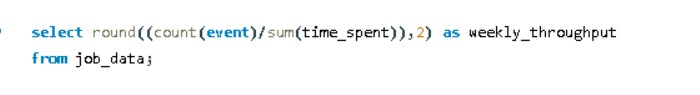 select round((count(event)/sum(time_spent)),2) as weekly_throughput
from job_data;